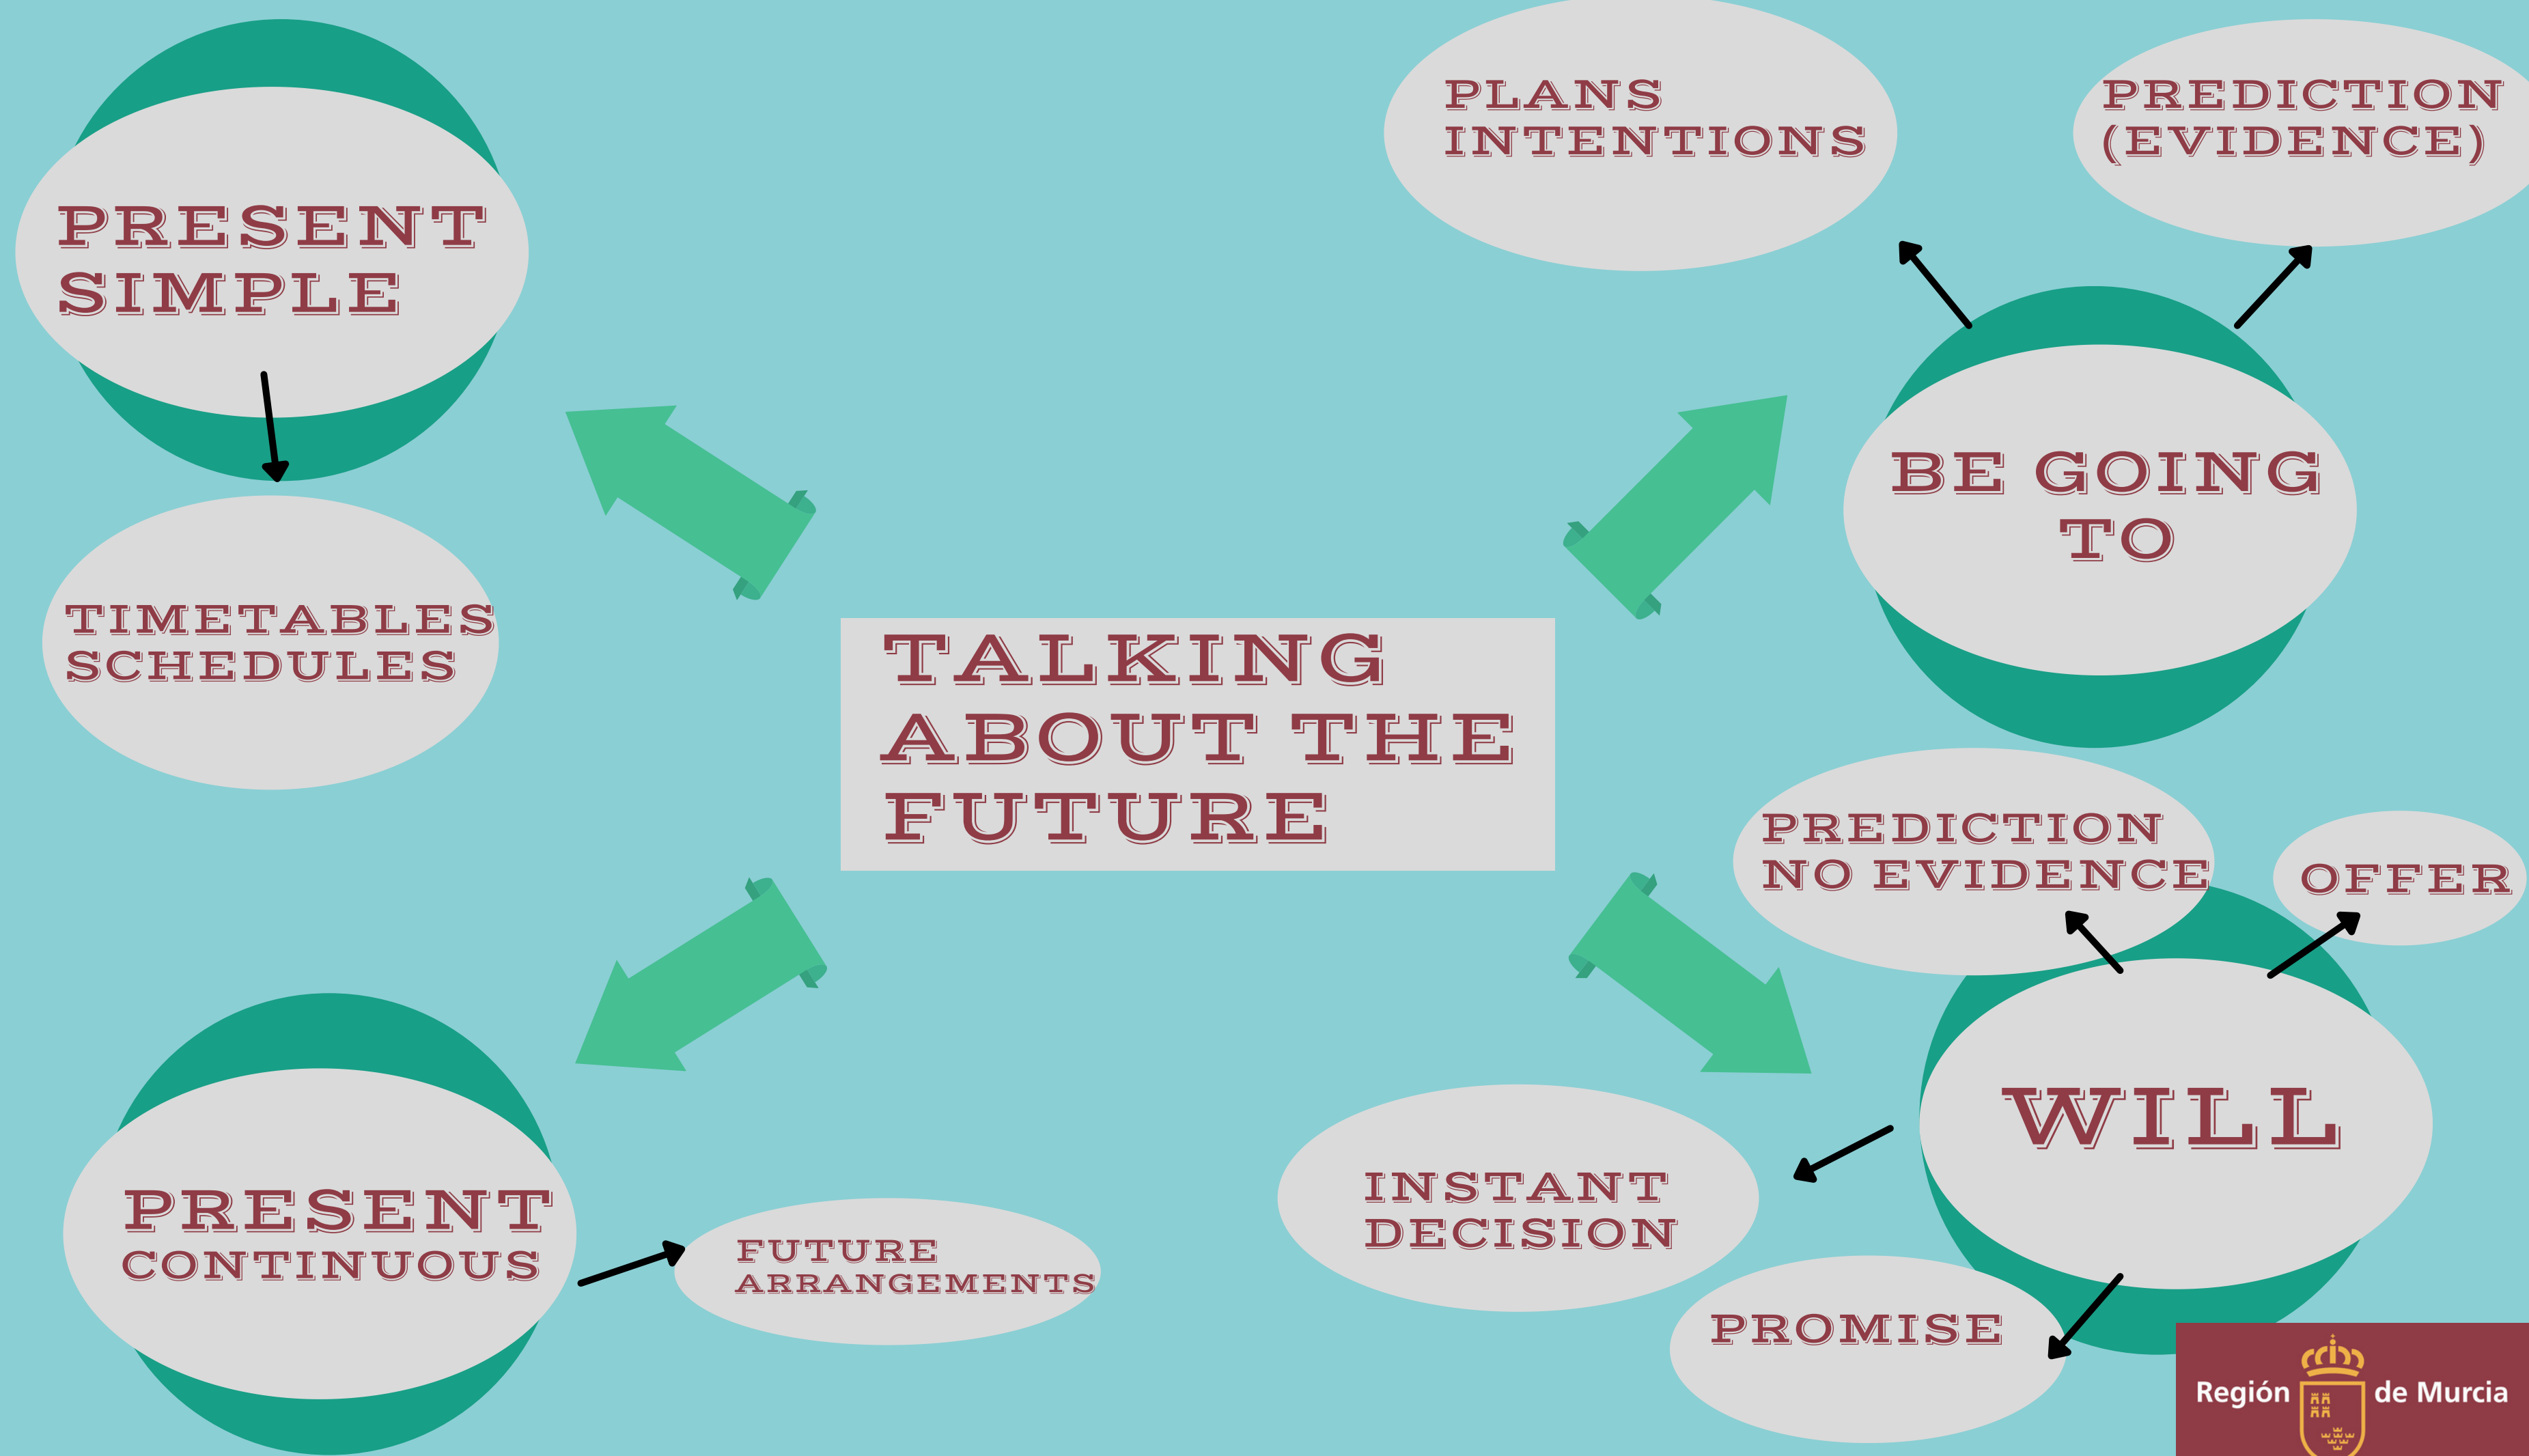 PRESENT
SIMPLE
TIMETABLES
SCHEDULES
PLANS
INTENTIONS
PREDICTION
(EVIDENCE)
BE GOING
TO
TALKING
ABOUT THE
FUTURE
PREDICTION
NO EVIDENCE
OFFER
WILL
INSTANT
DECISION
PROMISE
PRESENT
CONTINUOUS
FUTURE
ARRANGEMENTS
Región de Murcia